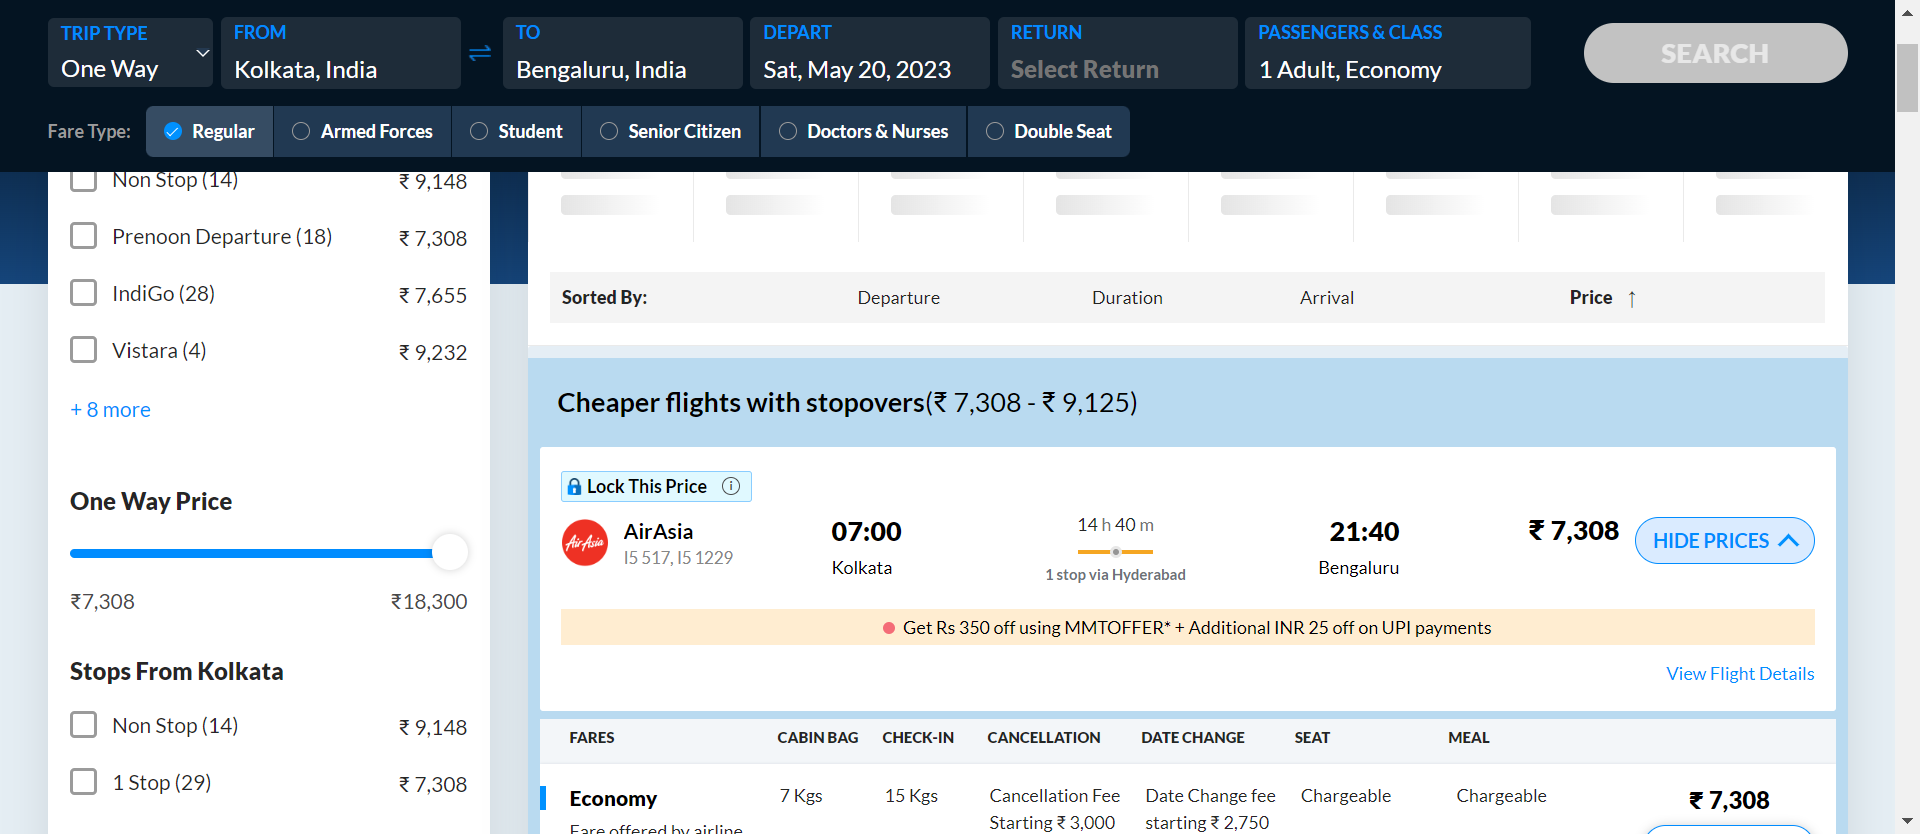 TRIP TYPE
One Way
FROM
Kolkata, India
TO
Bengaluru, India
DEPART
Sat, May 20, 2023
RETURN
Select Return
PASSENGERS & CLASS
1 Adult, Economy
SEARCH
Fare Type:
Regular
Armed Forces
Student
Senior Citizen
Doctors & Nurses
Double Seat
Non Stop (14) ₹ 9,148
Prenoon Departure (18) ₹ 7,308
IndiGo (28) ₹ 7,655
Vistara (4) ₹ 9,232
+ 8 more
One Way Price
₹7,308 ₹18,300
Stops From Kolkata
Non Stop (14) ₹ 9,148
1 Stop (29) ₹ 7,308
Sorted By: Departure Duration Arrival Price ↑
Cheaper flights with stopovers(₹ 7,308 - ₹ 9,125)
Lock This Price i
AirAsia
AirAsia
I5 517, I5 1229
07:00
Kolkata
14 h 40 m
1 stop via Hyderabad
21:40
Bengaluru
₹ 7,308
HIDE PRICES
Get Rs 350 off using MMTOFFER* + Additional INR 25 off on UPI payments
View Flight Details
FARES CABIN BAG CHECK-IN CANCELLATION DATE CHANGE SEAT MEAL
Economy
Fare offered by airline
7 Kgs
15 Kgs
Cancellation Fee
Starting ₹ 3,000
Date Change fee
starting ₹ 2,750
Chargeable
Chargeable
₹ 7,308